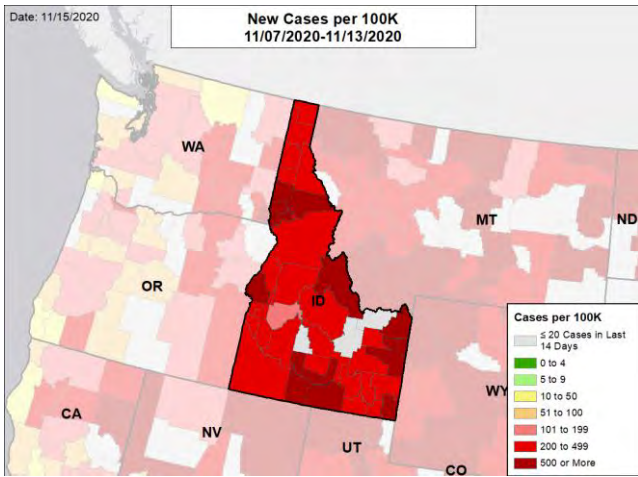 Date: 11/15/2020
New Cases per 100K
11/07/2020-11/13/2020
WA
MT
ND
OR
ID
WY
CA
NV
UT
CO
Cases per 100K
≤ 20 Cases in Last
14 Days
0 to 4
5 to 9
10 to 50
51 to 100
101 to 199
200 to 499
500 or More